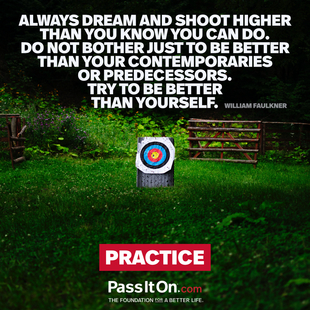 ALWAYS DREAM AND SHOOT HIGHER
THAN YOU KNOW YOU CAN DO.
DO NOT BOTHER JUST TO BE BETTER
THAN YOUR CONTEMPORARIES
OR PREDECESSORS.
TRY TO BE BETTER
THAN YOURSELF. WILLIAM FAULKNER
PRACTICE
PassItOn.com
THE FOUNDATION FOR A BETTER LIFE.